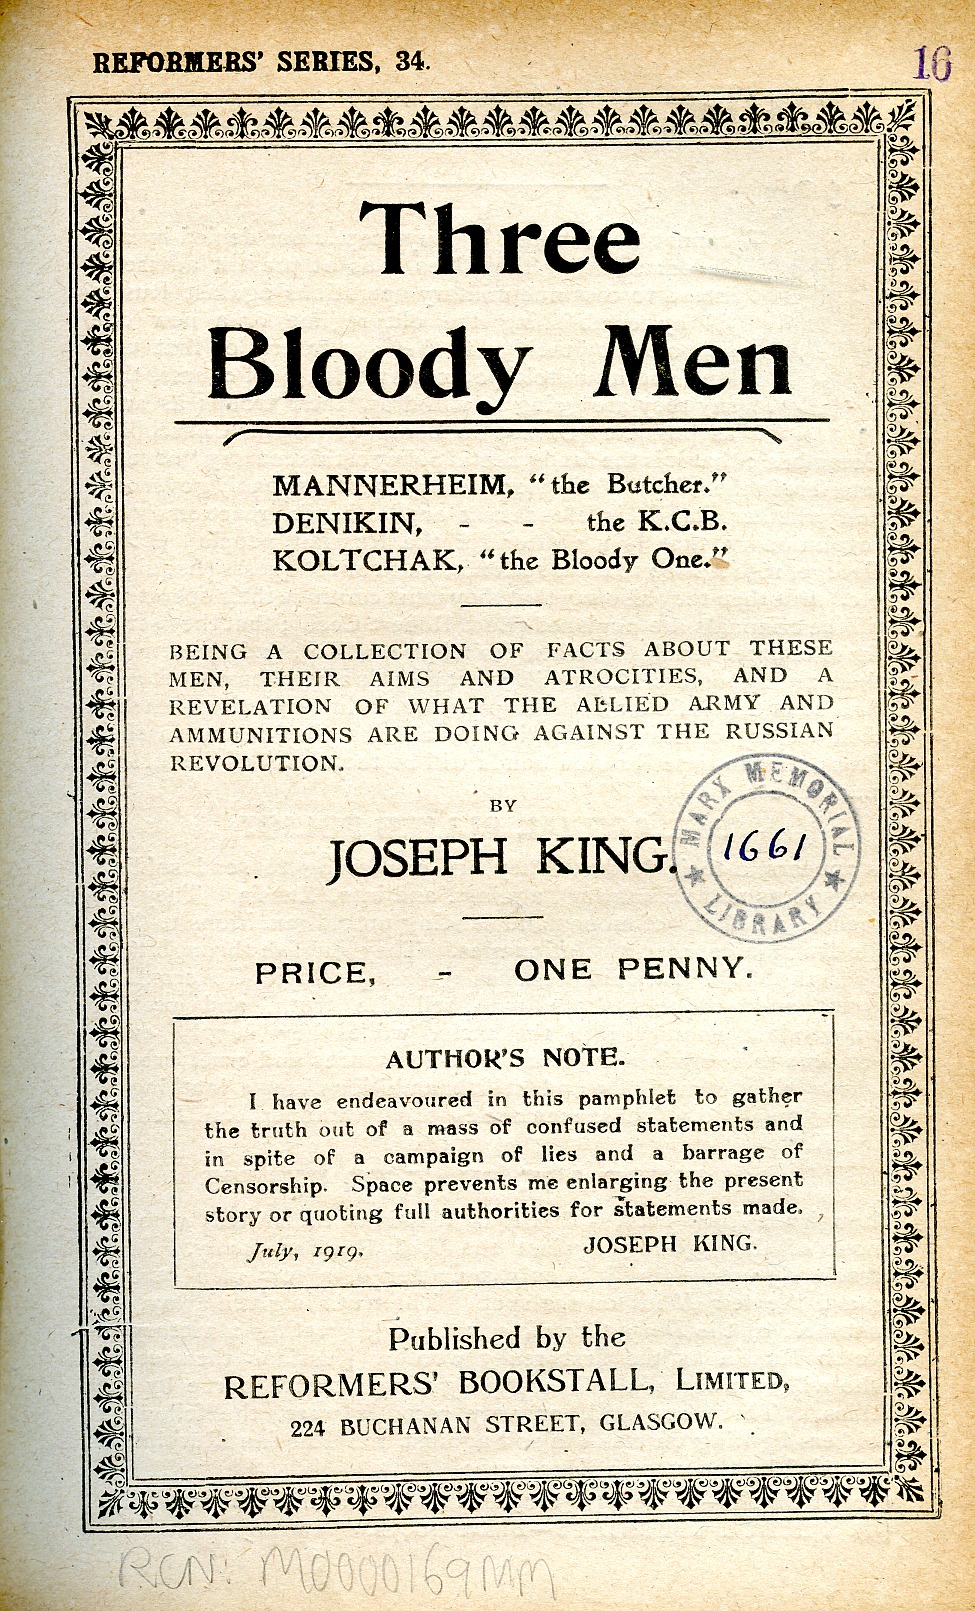 REFORMERS' SERIES, 34.
16
Three
Bloody Men
MANNERHEIM, "the Butcher."
DENIKIN, - - the K.C.B.
KOLTCHAK, "the Bloody One."
BEING A COLLECTION OF FACTS ABOUT THESE
MEN, THEIR AIMS AND ATROCITIES, AND A
REVELATION OF WHAT THE ALLIED ARMY AND
AMMUNITIONS ARE DOING AGAINST THE RUSSIAN
REVOLUTION.
BY
JOSEPH KING.
MARX MEMORIAL
1661
LIBRARY
PRICE, - ONE PENNY.
AUTHOR'S NOTE.
I have endeavoured in this pamphlet to gather
the truth out of a mass of confused statements and
in spite of a campaign of lies and a barrage of
Censorship. Space prevents me enlarging the present
story or quoting full authorities for statements made.
July, 1919. JOSEPH KING.
Published by the
REFORMERS' BOOKSTALL, LIMITED,
224 BUCHANAN STREET, GLASGOW.
RCN: M0000169MM